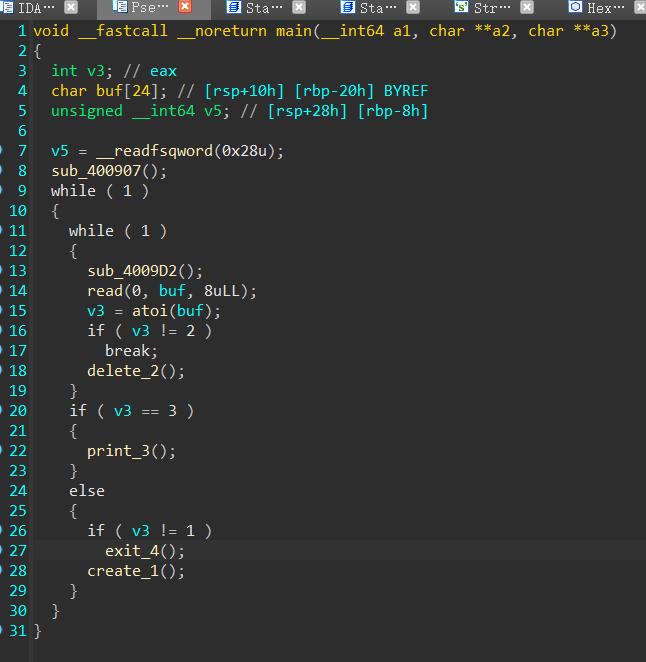 IDA··· Pse··· Sta··· Sta··· Str··· Hex···
1 void __fastcall __noreturn main(__int64 a1, char **a2, char **a3)
2 {
3   int v3; // eax
4   char buf[24]; // [rsp+10h] [rbp-20h] BYREF
5   unsigned __int64 v5; // [rsp+28h] [rbp-8h]
6
7   v5 = __readfsqword(0x28u);
8   sub_400907();
9   while ( 1 )
10   {
11     while ( 1 )
12     {
13       sub_4009D2();
14       read(0, buf, 8uLL);
15       v3 = atoi(buf);
16       if ( v3 != 2 )
17         break;
18       delete_2();
19     }
20     if ( v3 == 3 )
21     {
22       print_3();
23     }
24     else
25     {
26       if ( v3 != 1 )
27         exit_4();
28       create_1();
29     }
30   }
31 }